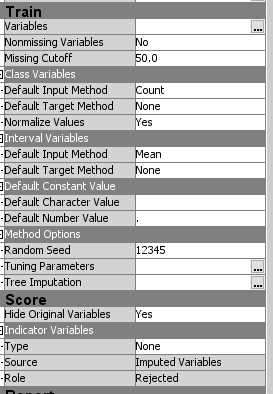 Train
Variables ...
Nonmissing Variables No
Missing Cutoff 50.0
Class Variables
Default Input Method Count
Default Target Method None
Normalize Values Yes
Interval Variables
Default Input Method Mean
Default Target Method None
Default Constant Value
Default Character Value
Default Number Value .
Method Options
Random Seed 12345
Tuning Parameters ...
Tree Imputation ...
Score
Hide Original Variables Yes
Indicator Variables
Type None
Source Imputed Variables
Role Rejected